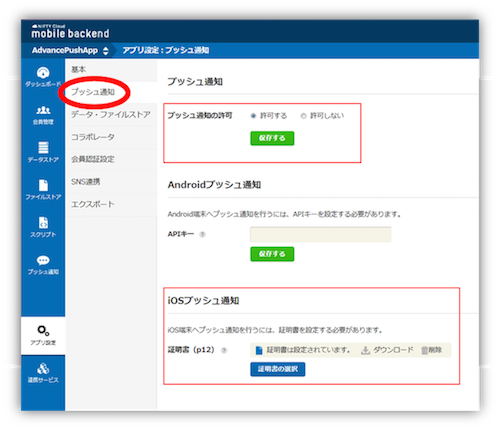 NIFTY Cloud
mobile backend
AdvancePushApp
アプリ設定：プッシュ通知
ダッシュボード
会員管理
データストア
ファイルストア
スクリプト
プッシュ通知
アプリ設定
連携サービス
基本
プッシュ通知
データ・ファイルストア
コラボレータ
会員認証設定
SNS連携
エクスポート
プッシュ通知
プッシュ通知の許可 許可する 許可しない
保存する
Androidプッシュ通知
Android端末へプッシュ通知を行うには、APIキーを設定する必要があります。
APIキー ?
保存する
iOSプッシュ通知
iOS端末へプッシュ通知を行うには、証明書を設定する必要があります。
証明書（p12） ? 証明書は設定されています。 ダウンロード 削除
証明書の選択